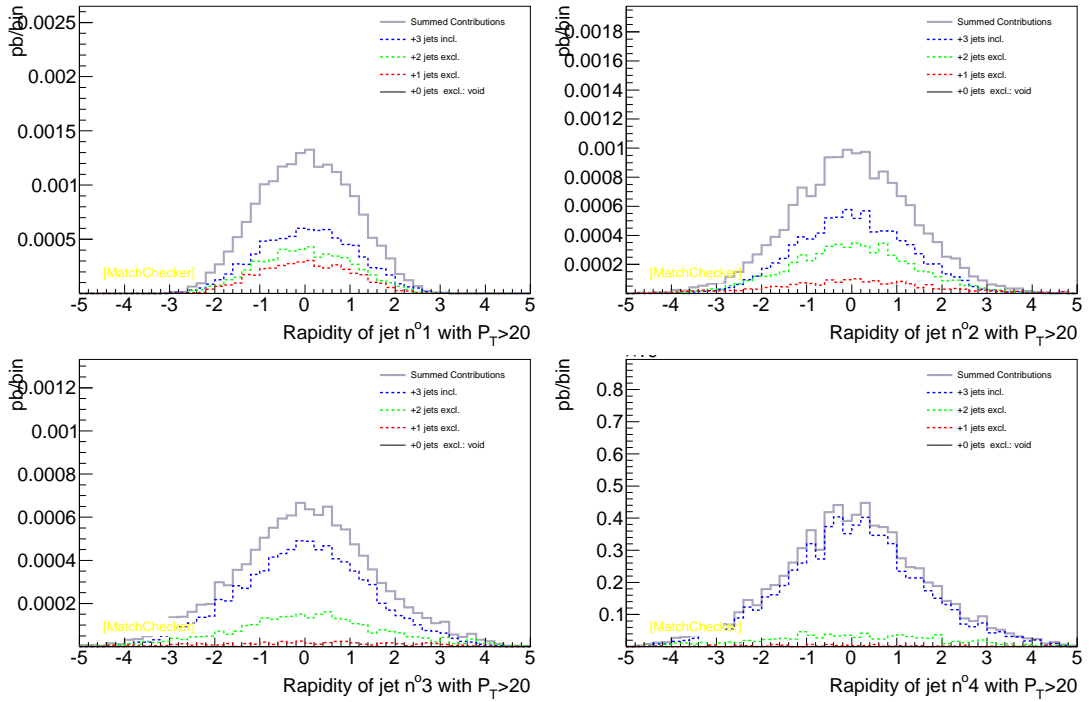 pb/bin
0.0025
0.002
0.0015
0.001
0.0005
Summed Contributions
+3 jets incl.
+2 jets excl.
+1 jets excl.
+0 jets excl.: void
[MatchChecker]
-5 -4 -3 -2 -1 0 1 2 3 4 5
Rapidity of jet nº1 with P_T>20
pb/bin
0.0018
0.0016
0.0014
0.0012
0.001
0.0008
0.0006
0.0004
0.0002
Summed Contributions
+3 jets incl.
+2 jets excl.
+1 jets excl.
+0 jets excl.: void
[MatchChecker]
-5 -4 -3 -2 -1 0 1 2 3 4 5
Rapidity of jet nº2 with P_T>20
pb/bin
0.0012
0.001
0.0008
0.0006
0.0004
0.0002
Summed Contributions
+3 jets incl.
+2 jets excl.
+1 jets excl.
+0 jets excl.: void
[MatchChecker]
-5 -4 -3 -2 -1 0 1 2 3 4 5
Rapidity of jet nº3 with P_T>20
pb/bin
0.8
0.7
0.6
0.5
0.4
0.3
0.2
0.1
Summed Contributions
+3 jets incl.
+2 jets excl.
+1 jets excl.
+0 jets excl.: void
[MatchChecker]
-5 -4 -3 -2 -1 0 1 2 3 4 5
Rapidity of jet nº4 with P_T>20